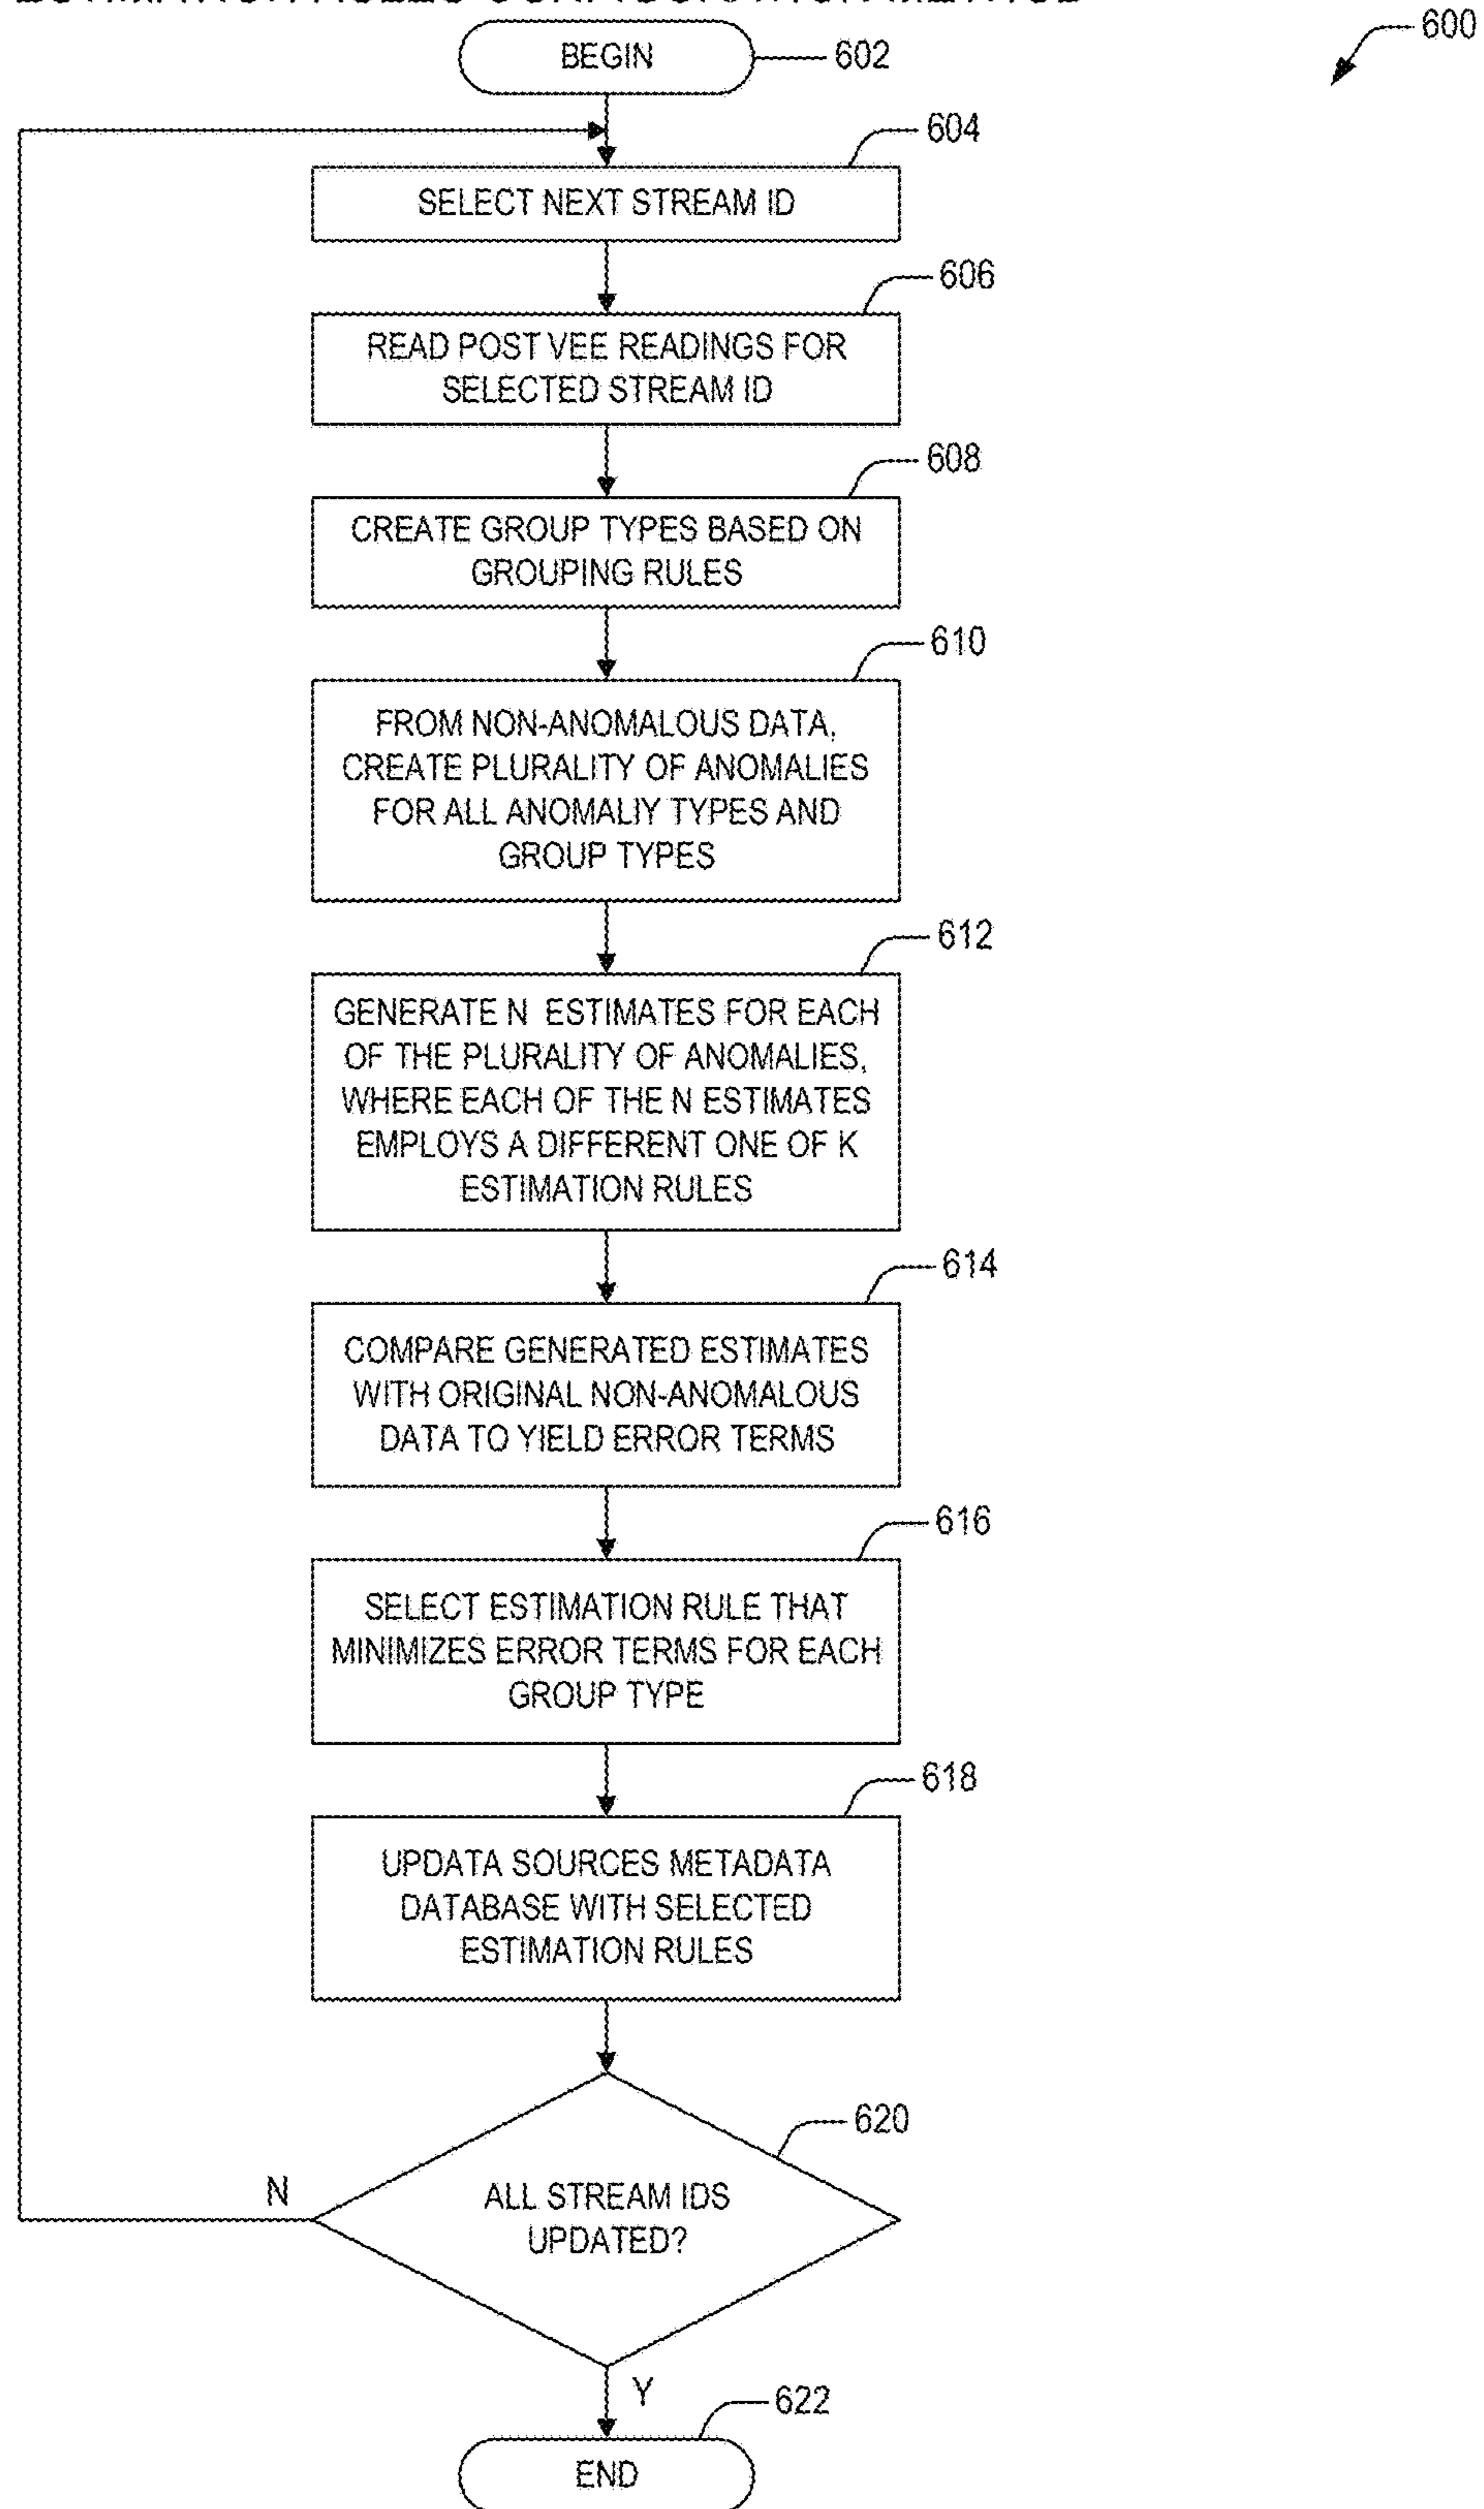 600
BEGIN
602
604
SELECT NEXT STREAM ID
606
READ POST VEE READINGS FOR
SELECTED STREAM ID
608
CREATE GROUP TYPES BASED ON
GROUPING RULES
610
FROM NON-ANOMALOUS DATA,
CREATE PLURALITY OF ANOMALIES
FOR ALL ANOMALIY TYPES AND
GROUP TYPES
612
GENERATE N ESTIMATES FOR EACH
OF THE PLURALITY OF ANOMALIES,
WHERE EACH OF THE N ESTIMATES
EMPLOYS A DIFFERENT ONE OF K
ESTIMATION RULES
614
COMPARE GENERATED ESTIMATES
WITH ORIGINAL NON-ANOMALOUS
DATA TO YIELD ERROR TERMS
616
SELECT ESTIMATION RULE THAT
MINIMIZES ERROR TERMS FOR EACH
GROUP TYPE
618
UPDATA SOURCES METADATA
DATABASE WITH SELECTED
ESTIMATION RULES
620
N
ALL STREAM IDS
UPDATED?
Y
622
END